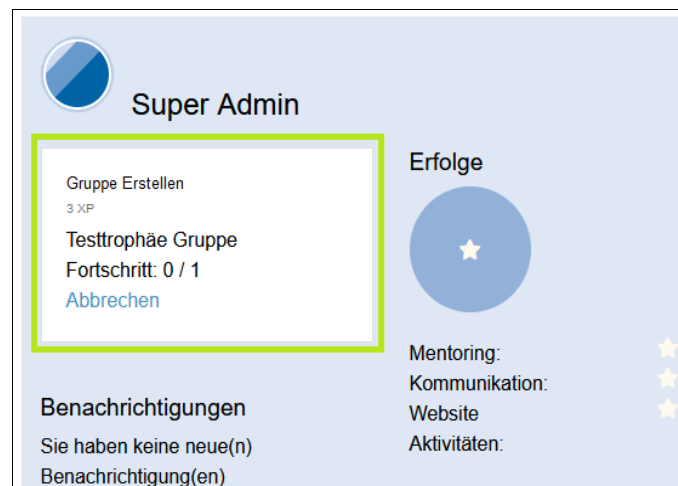 Super Admin
Gruppe Erstellen
3 XP
Testtrophäe Gruppe
Fortschritt: 0 / 1
Abbrechen
Benachrichtigungen
Sie haben keine neue(n)
Benachrichtigung(en)
Erfolge
Mentoring:
Kommunikation:
Website
Aktivitäten: